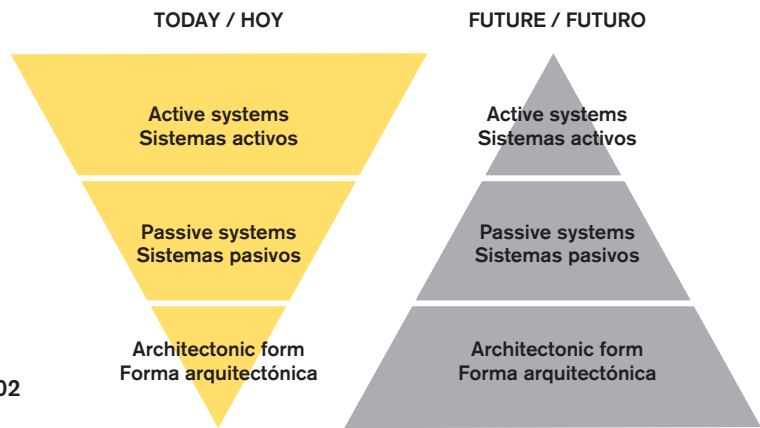 TODAY / HOY
FUTURE / FUTURO
Active systems
Sistemas activos
Active systems
Sistemas activos
Passive systems
Sistemas pasivos
Passive systems
Sistemas pasivos
Architectonic form
Forma arquitectónica
Architectonic form
Forma arquitectónica
02